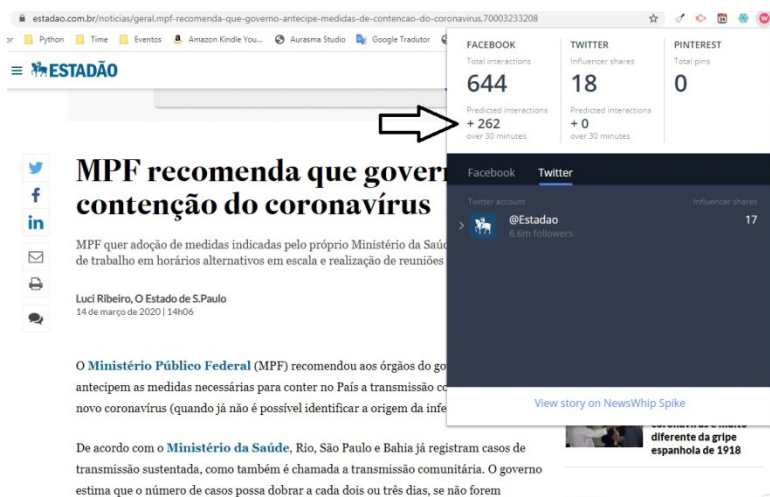 estadao.com.br/noticias/geral,mpf-recomenda-que-governo-antecipe-medidas-de-contencao-do-coronavirus,70003233208
Python Time Eventos Amazon Kindle You... Aurasma Studio Google Tradutor
ESTADÃO
MPF recomenda que govern
contenção do coronavírus
MPF quer adoção de medidas indicadas pelo próprio Ministério da Saúd
de trabalho em horários alternativos em escala e realização de reuniões
Luci Ribeiro, O Estado de S.Paulo
14 de março de 2020 | 14h06
O Ministério Público Federal (MPF) recomendou aos órgãos do go
antecipem as medidas necessárias para conter no País a transmissão co
novo coronavírus (quando já não é possível identificar a origem da infe
De acordo com o Ministério da Saúde, Rio, São Paulo e Bahia já registram casos de
transmissão sustentada, como também é chamada a transmissão comunitária. O governo
estima que o número de casos possa dobrar a cada dois ou três dias, se não forem
FACEBOOK
Total interactions
644
Predicted interactions
+ 262
over 30 minutes
TWITTER
Influencer shares
18
Predicted interactions
+ 0
over 30 minutes
PINTEREST
Total pins
0
Facebook Twitter
Twitter account Influencer shares
@Estadao 17
6.6m followers
View story on NewsWhip Spike
diferente da gripe
espanhola de 1918